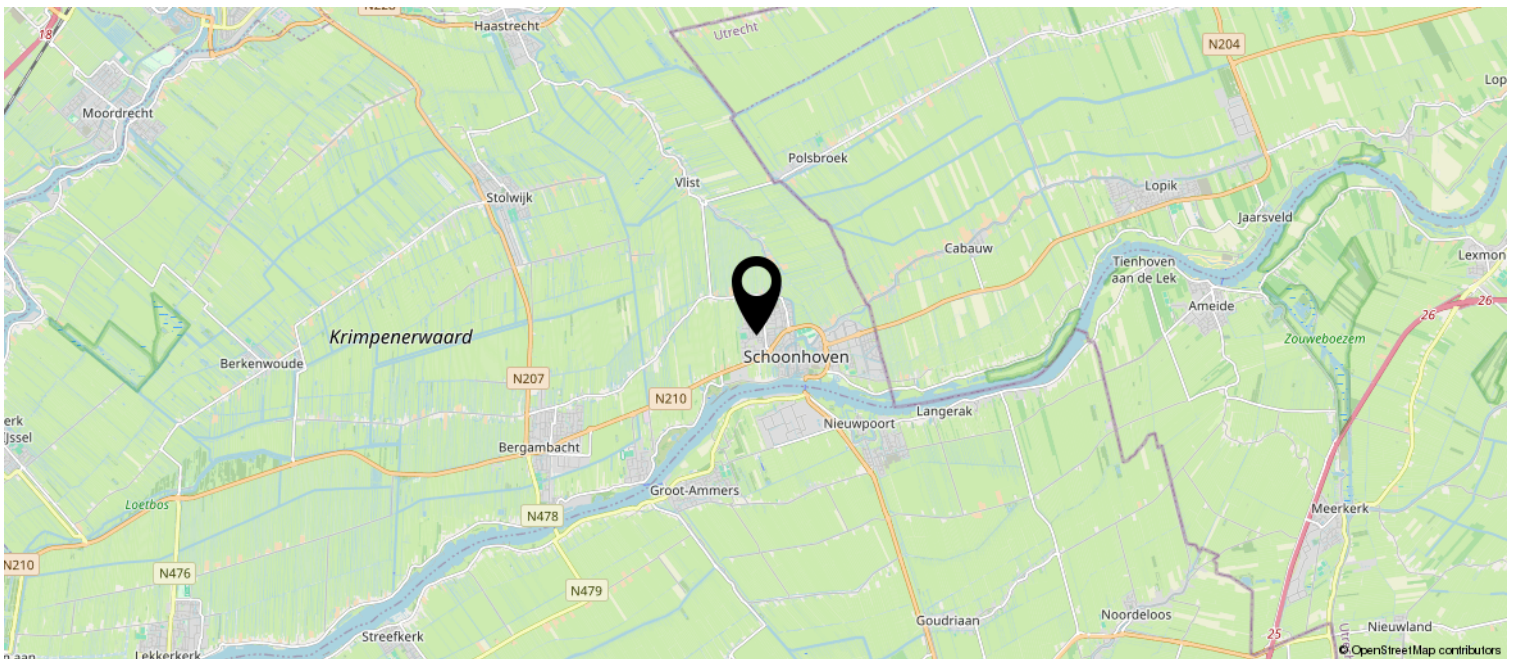 Haastrecht
Utrecht
N204
18
Moordrecht
Polsbroek
Vlist
Lopik
Stolwijk
Jaarsveld
Cabauw
Lexmon
Tienhoven
aan de Lek
Ameide
26
26
Krimpenerwaard
Zouweboezem
Schoonhoven
Berkenwoude
N207
N210
Langerak
Nieuwpoort
erk
IJssel
Bergambacht
Groot-Ammers
Loetbos
Meerkerk
N478
N210
N476
N479
Noordeloos
Goudriaan
Nieuwland
25
Streefkerk
Lekkerkerk
© OpenStreetMap contributors